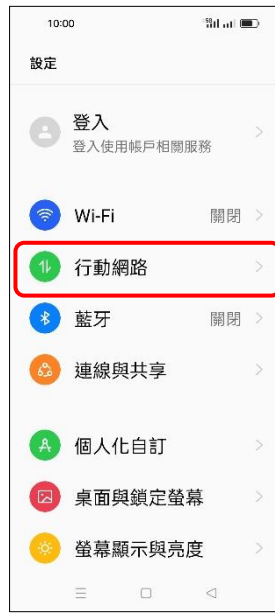 10:00
5G
設定
登入
登入使用帳戶相關服務
Wi-Fi 關閉
行動網路
藍牙 關閉
連線與共享
個人化自訂
桌面與鎖定螢幕
螢幕顯示與亮度